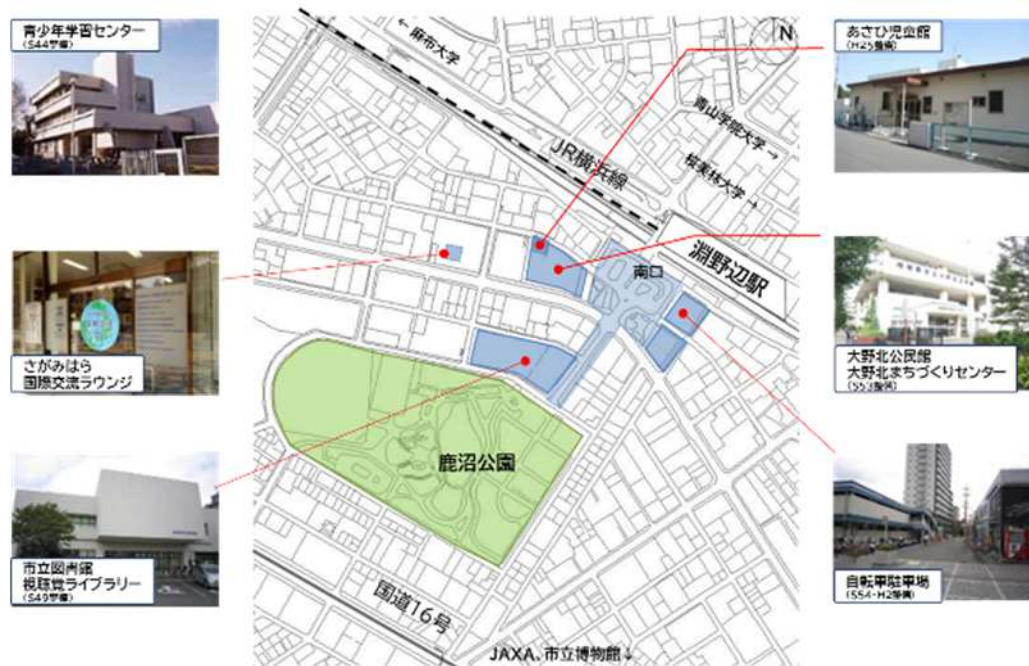 青少年学習センター
(S44整備)
← 麻布大学
N
あさひ児童館
(H25整備)
青山学院大学 →
JR横浜線
桜美林大学 →
淵野辺駅
南口
さがみはら
国際交流ラウンジ
大野北公民館
大野北まちづくりセンター
(S53整備)
鹿沼公園
市立図書館
視聴覚ライブラリー
(S49整備)
国道16号
自転車駐車場
(S54・H2整備)
JAXA、市立博物館↓